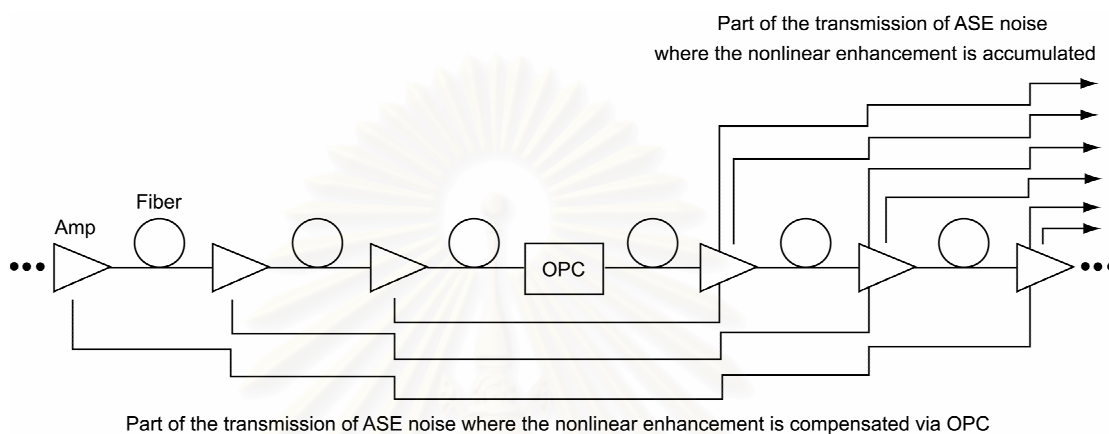 Part of the transmission of ASE noise
where the nonlinear enhancement is accumulated
Fiber
Amp
OPC
Part of the transmission of ASE noise where the nonlinear enhancement is compensated via OPC